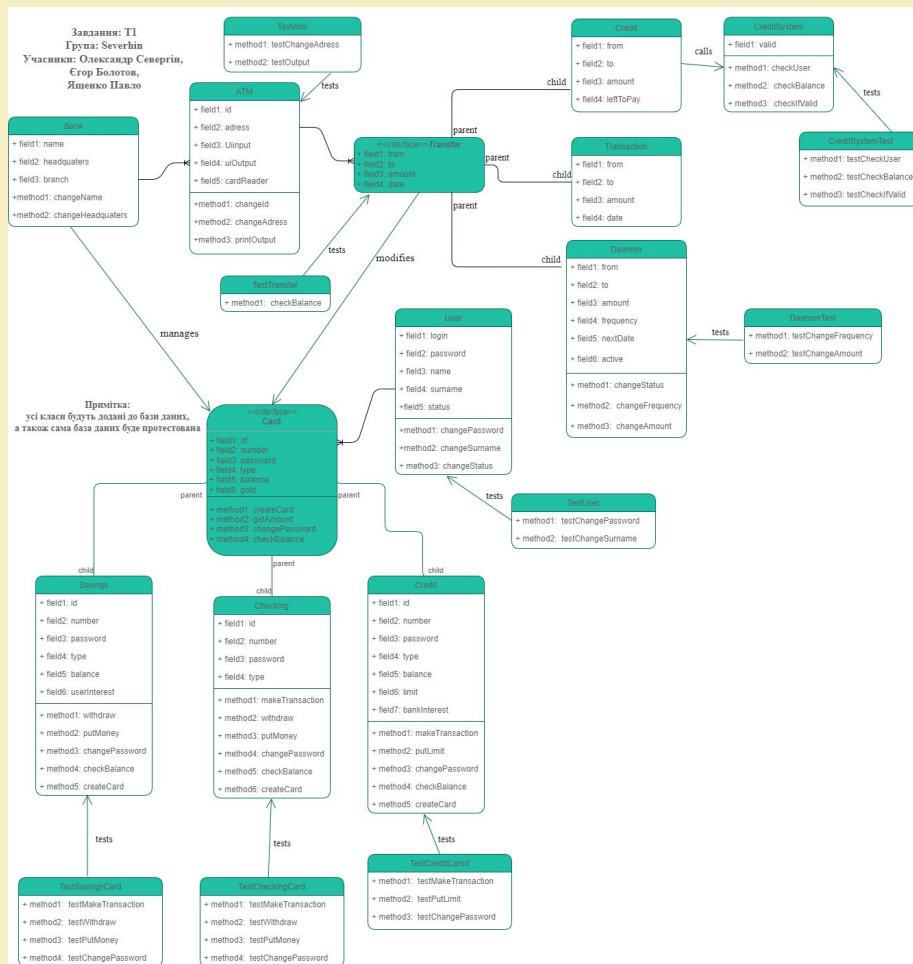 Завдання: Т1
Група: Severhin
Учасники: Олександр Севергін,
Єгор Болотов,
Ященко Павло
TestAtm
+ method1: testChangeAdress
+ method2: testOutput
tests
ATM
+ field1: id
+ field2: adress
+ field3: Uiinput
+ field4: uiOutput
+ field5: cardReader
+method1: changeId
+method2: changeAdress
+method3: printOutput
Bank
+ field1: name
+ field2: headquaters
+ field3: branch
+method1: changeName
+method2: changeHeadquaters
<<interface>>Transfer
+ field1: from
+ field2: to
+ field3: amount
+ field4: date
Credit
+ field1: from
+ field2: to
+ field3: amount
+ field4: leftToPay
calls
child
parent
CreditSystem
+ field1: valid
+ method1: checkUser
+ method2: checkBalance
+ method3: checkIfValid
tests
CreditSystemTest
+ method1: testCheckUser
+ method2: testCheckBalance
+ method3: testCheckIfValid
Transaction
+ field1: from
+ field2: to
+ field3: amount
+ field4: date
parent
child
parent
child
Daemon
+ field1: from
+ field2: to
+ field3: amount
+ field4: frequency
+ field5: nextDate
+ field6: active
+ method1: changeStatus
+ method2: changeFrequency
+ method3: changeAmount
tests
DaemonTest
+ method1: testChangeFrequency
+ method2: testChangeAmount
tests
modifies
TestTransfer
+ method1: checkBalance
manages
User
+ field1: login
+ field2: password
+ field3: name
+ field4: surname
+field5: status
+method1: changePassword
+method2: changeSurname
+method3: changeStatus
tests
TestUser
+ method1: testChangePassword
+ method2: testChangeSurname
Примітка:
усі класи будуть додані до бази даних,
а також сама база даних буде протестована
<<interface>>
Card
+ field1: id
+ field2: number
+ field3: password
+ field4: type
+ field5: balance
+ field6: gold
+ method1: createCard
+ method2: getAmount
+ method3: changePassword
+ method4: checkBalance
parent
parent
parent
child
child
child
Savings
+ field1: id
+ field2: number
+ field3: password
+ field4: type
+ field5: balance
+ field6: userInterest
+ method1: withdraw
+ method2: putMoney
+ method3: changePassword
+ method4: checkBalance
+ method5: createCard
Checking
+ field1: id
+ field2: number
+ field3: password
+ field4: type
+ method1: makeTransaction
+ method2: withdraw
+ method3: putMoney
+ method4: changePassword
+ method5: checkBalance
+ method6: createCard
Credit
+ field1: id
+ field2: number
+ field3: password
+ field4: type
+ field5: balance
+ field6: limit
+ field7: bankInterest
+ method1: makeTransaction
+ method2: putLimit
+ method3: changePassword
+ method4: checkBalance
+ method5: createCard
tests
tests
tests
TestSavingsCard
+ method1: testMakeTransaction
+ method2: testWithdraw
+ method3: testPutMoney
+ method4: testChangePassword
TestCheckingCard
+ method1: testMakeTransaction
+ method2: testWithdraw
+ method3: testPutMoney
+ method4: testChangePassword
+ method1: testMakeTransaction
+ method2: testPutLimit
+ method3: testChangePassword